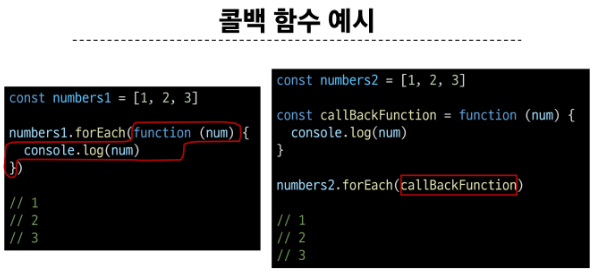 콜백 함수 예시
const numbers1 = [1, 2, 3]
numbers1.forEach(function (num) {
  console.log(num)
})
// 1
// 2
// 3
const numbers2 = [1, 2, 3]
const callBackFunction = function (num) {
  console.log(num)
}
numbers2.forEach(callBackFunction)
// 1
// 2
// 3